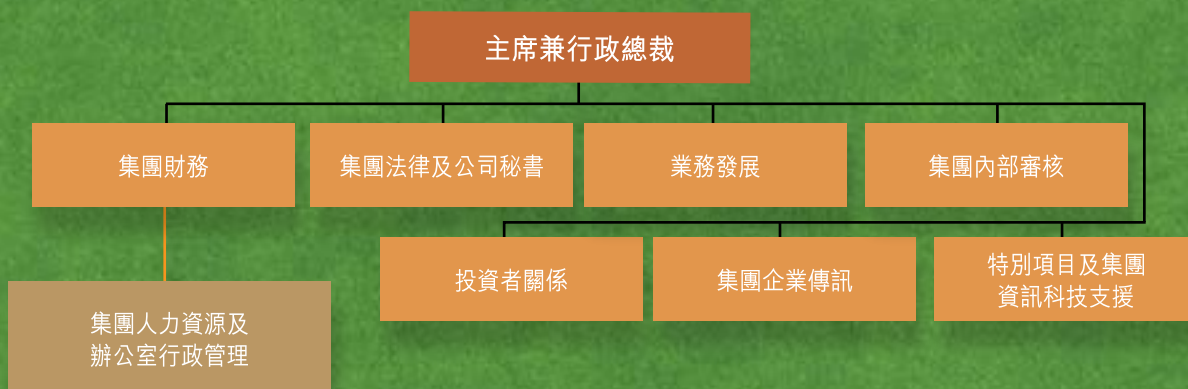 主席兼行政總裁
集團財務
集團法律及公司秘書
業務發展
集團內部審核
投資者關係
集團企業傳訊
特別項目及集團
資訊科技支援
集團人力資源及
辦公室行政管理